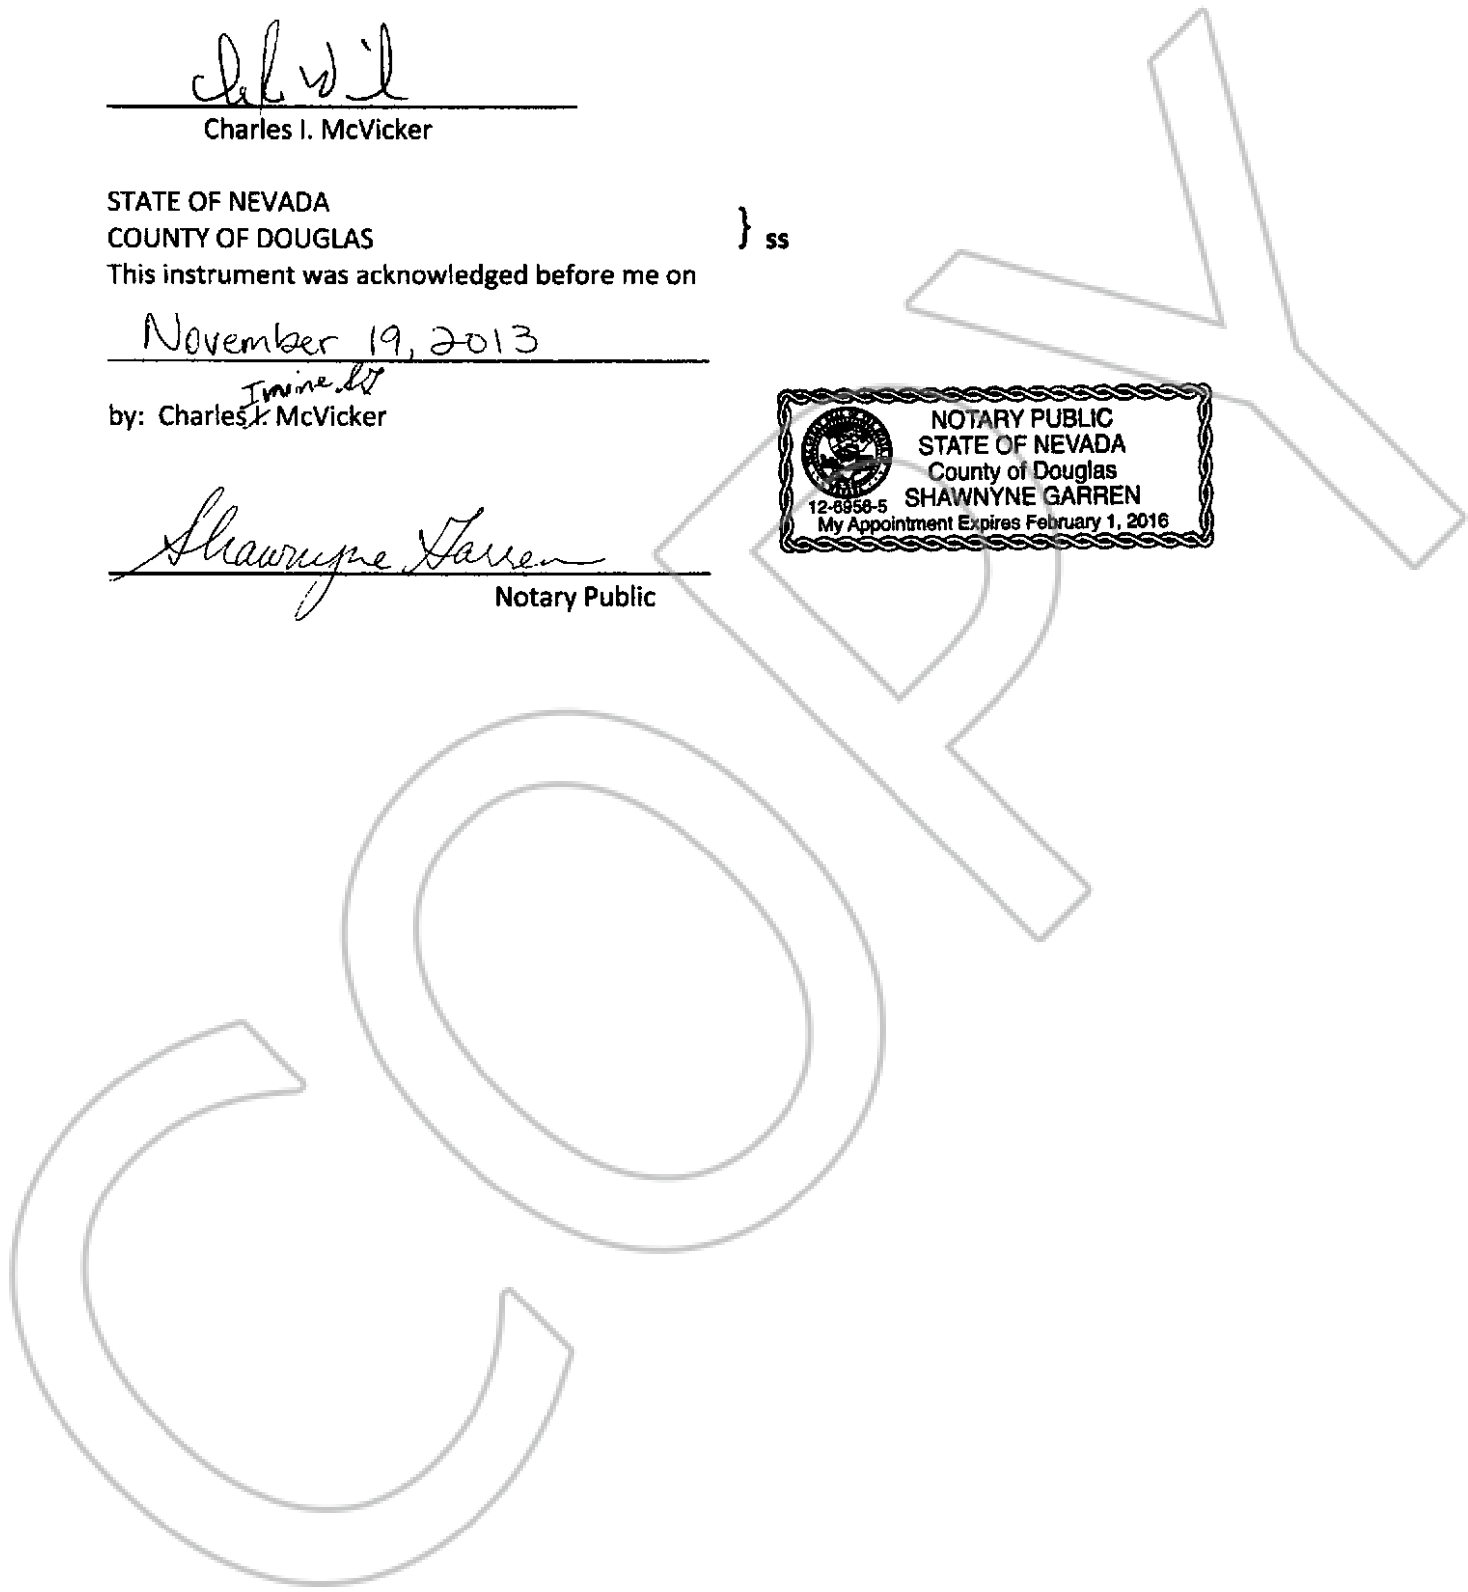 Charles I. McVicker
STATE OF NEVADA
COUNTY OF DOUGLAS
} ss
This instrument was acknowledged before me on
November 19, 2013
by: Charles I. McVicker
NOTARY PUBLIC
STATE OF NEVADA
County of Douglas
SHAWNYNE GARREN
12-6956-5
My Appointment Expires February 1, 2016
Shawnyne Garren
Notary Public
COPY